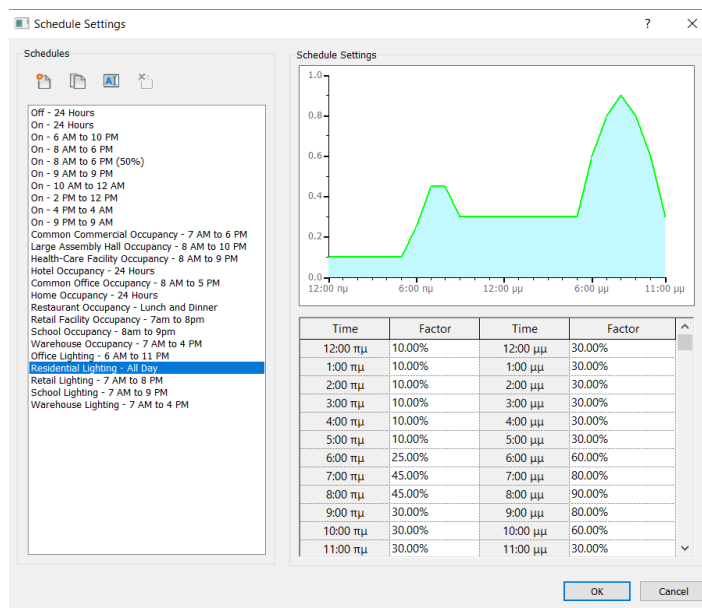 Schedule Settings
?
Schedules
AI
Off - 24 Hours
On - 24 Hours
On - 6 AM to 10 PM
On - 8 AM to 6 PM
On - 8 AM to 6 PM (50%)
On - 9 AM to 9 PM
On - 10 AM to 12 AM
On - 2 PM to 12 PM
On - 4 PM to 4 AM
On - 9 PM to 9 AM
Common Commercial Occupancy - 7 AM to 6 PM
Large Assembly Hall Occupancy - 8 AM to 10 PM
Health-Care Facility Occupancy - 8 AM to 9 PM
Hotel Occupancy - 24 Hours
Common Office Occupancy - 8 AM to 5 PM
Home Occupancy - 24 Hours
Restaurant Occupancy - Lunch and Dinner
Retail Facility Occupancy - 7am to 8pm
School Occupancy - 8am to 9pm
Warehouse Occupancy - 7 AM to 4 PM
Office Lighting - 6 AM to 11 PM
Residential Lighting - All Day
Retail Lighting - 7 AM to 8 PM
School Lighting - 7 AM to 9 PM
Warehouse Lighting - 7 AM to 4 PM
Schedule Settings
1.0
0.8
0.6
0.4
0.2
0.0
12:00 πμ 6:00 πμ 12:00 μμ 6:00 μμ 11:00 μμ
Time Factor Time Factor
12:00 πμ 10.00% 12:00 μμ 30.00%
1:00 πμ 10.00% 1:00 μμ 30.00%
2:00 πμ 10.00% 2:00 μμ 30.00%
3:00 πμ 10.00% 3:00 μμ 30.00%
4:00 πμ 10.00% 4:00 μμ 30.00%
5:00 πμ 10.00% 5:00 μμ 30.00%
6:00 πμ 25.00% 6:00 μμ 60.00%
7:00 πμ 45.00% 7:00 μμ 80.00%
8:00 πμ 45.00% 8:00 μμ 90.00%
9:00 πμ 30.00% 9:00 μμ 80.00%
10:00 πμ 30.00% 10:00 μμ 60.00%
11:00 πμ 30.00% 11:00 μμ 30.00%
OK Cancel